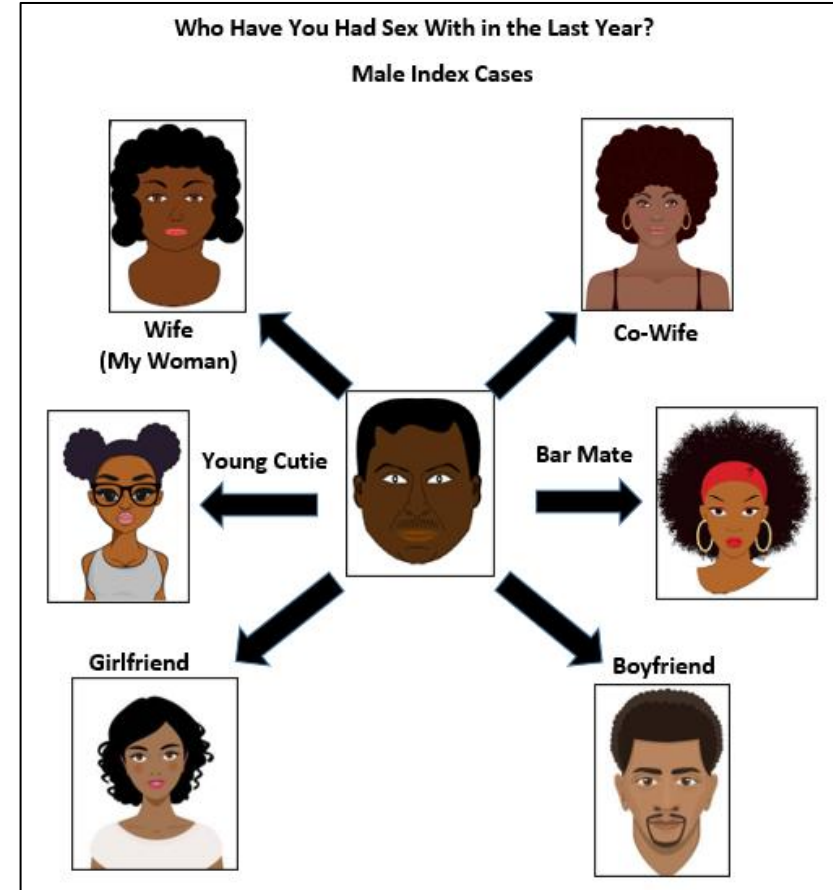 Who Have You Had Sex With in the Last Year?
Male Index Cases
Wife
(My Woman)
Co-Wife
Young Cutie
Bar Mate
Girlfriend
Boyfriend